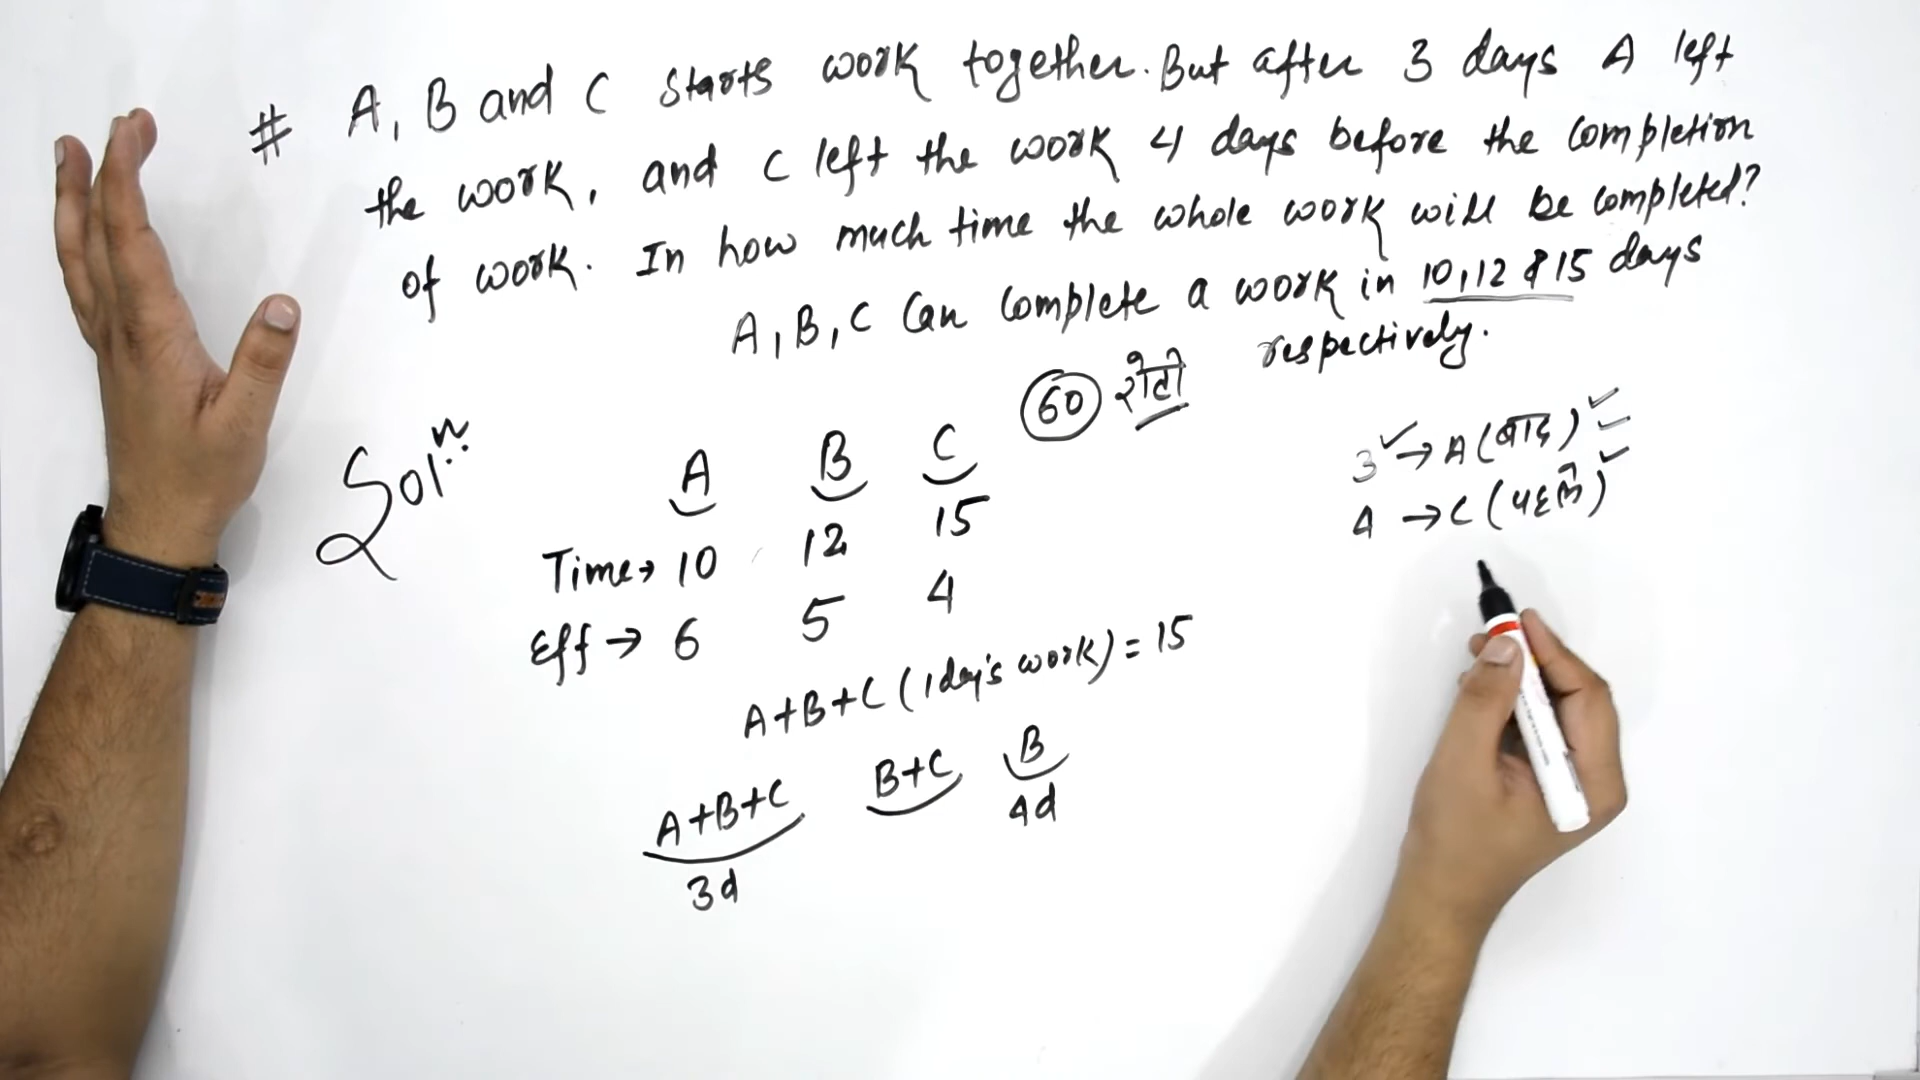 # A, B and C starts work together. But after 3 days A left
the work, and C left the work 4 days before the completion
of work. In how much time the whole work will be completed?
A, B, C Can Complete a work in 10, 12 & 15 days
respectively.
60 रोटी
Solⁿ:
A B C
Time → 10 12 15
Eff → 6 5 4
A+B+C (1 day's work) = 15
A+B+C B+C B
3d 4d
3 → A (बाद)
4 → C (पहले)